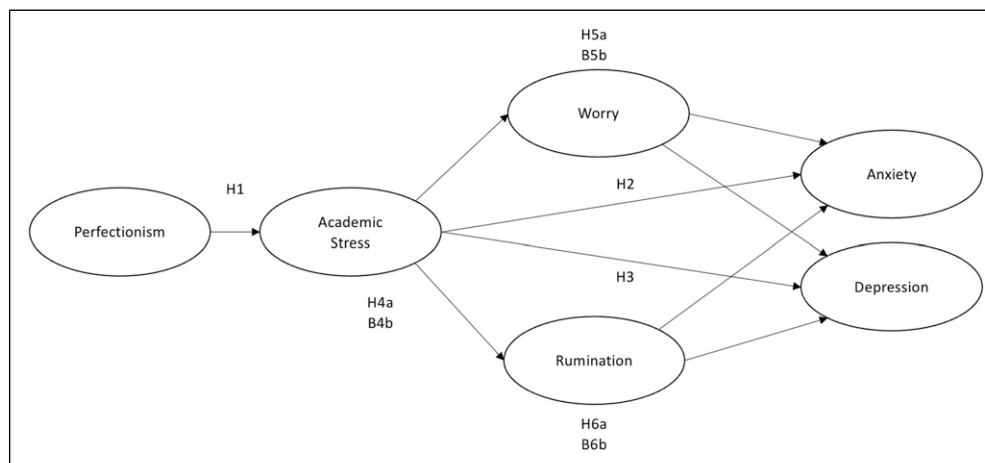 H5a
B5b
Worry
H2
Anxiety
H1
Perfectionism
Academic
Stress
H3
Depression
H4a
B4b
Rumination
H6a
B6b